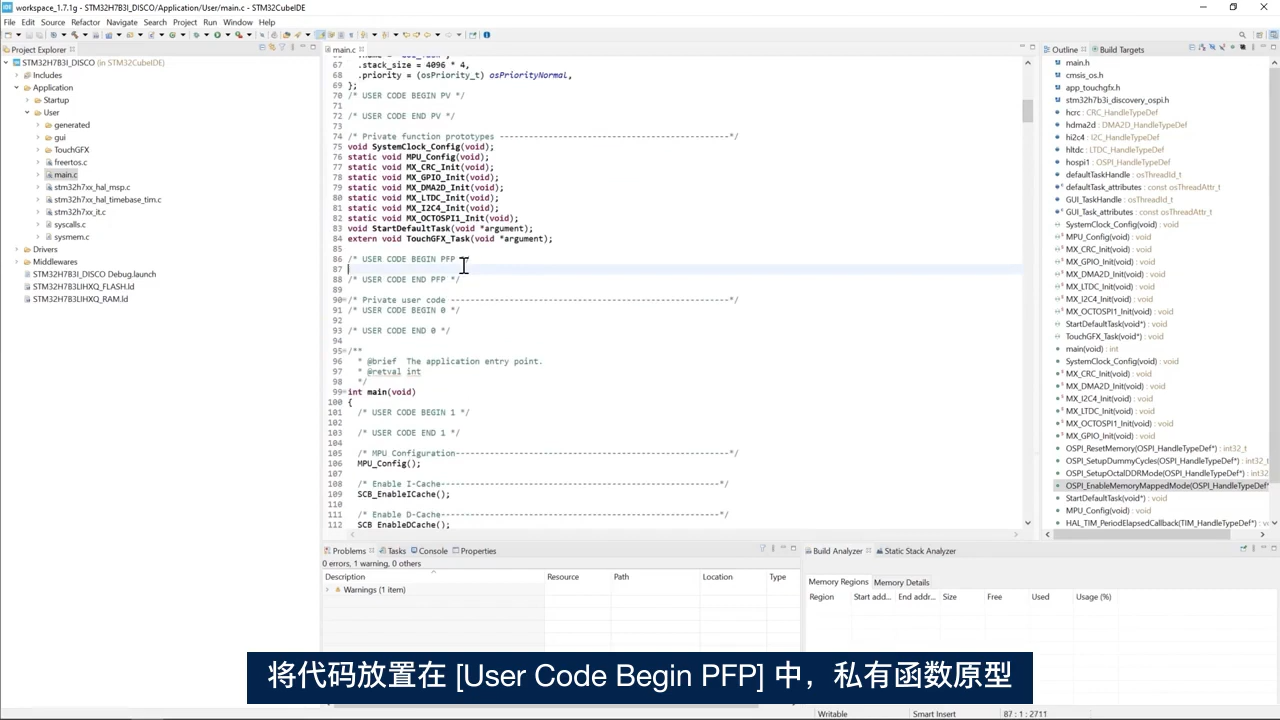 workspace_1.7.1g - STM32H7B3I_DISCO/Application/User/main.c - STM32CubeIDE
File Edit Source Refactor Navigate Search Project Run Window Help
Project Explorer
STM32H7B3I_DISCO (in STM32CubeIDE)
Includes
Application
Startup
User
generated
gui
TouchGFX
freertos.c
main.c
stm32h7xx_hal_msp.c
stm32h7xx_hal_timebase_tim.c
stm32h7xx_it.c
syscalls.c
sysmem.c
Drivers
Middlewares
STM32H7B3I_DISCO Debug.launch
STM32H7B3LIHXQ_FLASH.ld
STM32H7B3LIHXQ_RAM.ld
main.c
67 .stack_size = 4096 * 4,
68 .priority = (osPriority_t) osPriorityNormal,
69 };
70 /* USER CODE BEGIN PV */
71
72 /* USER CODE END PV */
73
74 /* Private function prototypes -----------------------------------------------*/
75 void SystemClock_Config(void);
76 static void MPU_Config(void);
77 static void MX_CRC_Init(void);
78 static void MX_GPIO_Init(void);
79 static void MX_DMA2D_Init(void);
80 static void MX_LTDC_Init(void);
81 static void MX_I2C4_Init(void);
82 static void MX_OCTOSPI1_Init(void);
83 void StartDefaultTask(void *argument);
84 extern void TouchGFX_Task(void *argument);
85
86 /* USER CODE BEGIN PFP */
87
88 /* USER CODE END PFP */
89
90 /* Private user code ---------------------------------------------------------*/
91 /* USER CODE BEGIN 0 */
92
93 /* USER CODE END 0 */
94
95 /**
96 * @brief The application entry point.
97 * @retval int
98 */
99 int main(void)
100 {
101 /* USER CODE BEGIN 1 */
102
103 /* USER CODE END 1 */
104
105 /* MPU Configuration--------------------------------------------------------*/
106 MPU_Config();
107
108 /* Enable I-Cache---------------------------------------------------------*/
109 SCB_EnableICache();
110
111 /* Enable D-Cache---------------------------------------------------------*/
112 SCB_EnableDCache();
Outline Build Targets
main.h
cmsis_os.h
app_touchgfx.h
stm32h7b3i_discovery_ospi.h
hcrc : CRC_HandleTypeDef
hdma2d : DMA2D_HandleTypeDef
hi2c4 : I2C_HandleTypeDef
hltdc : LTDC_HandleTypeDef
hospi1 : OSPI_HandleTypeDef
defaultTaskHandle : osThreadId_t
defaultTask_attributes : const osThreadAttr_t
GUI_TaskHandle : osThreadId_t
GUI_Task_attributes : const osThreadAttr_t
SystemClock_Config(void) : void
MPU_Config(void) : void
MX_CRC_Init(void) : void
MX_GPIO_Init(void) : void
MX_DMA2D_Init(void) : void
MX_LTDC_Init(void) : void
MX_I2C4_Init(void) : void
MX_OCTOSPI1_Init(void) : void
StartDefaultTask(void*) : void
TouchGFX_Task(void*) : void
main(void) : int
SystemClock_Config(void) : void
MX_CRC_Init(void) : void
MX_DMA2D_Init(void) : void
MX_I2C4_Init(void) : void
MX_LTDC_Init(void) : void
MX_OCTOSPI1_Init(void) : void
MX_GPIO_Init(void) : void
OSPI_ResetMemory(OSPI_HandleTypeDef*) : int32_t
OSPI_SetupDummyCycles(OSPI_HandleTypeDef*) : int32_t
OSPI_SetupOctalDDRMode(OSPI_HandleTypeDef*) : int32
OSPI_EnableMemoryMappedMode(OSPI_HandleTypeDef*
StartDefaultTask(void*) : void
MPU_Config(void) : void
HAL_TIM_PeriodElapsedCallback(TIM_HandleTypeDef*) : void
Problems Tasks Console Properties
0 errors, 1 warning, 0 others
Description Resource Path Location Type
Warnings (1 item)
Build Analyzer Static Stack Analyzer
Memory Regions Memory Details
Region Start add... End addr... Size Free Used Usage (%)
将代码放置在 [User Code Begin PFP] 中，私有函数原型
Writable Smart Insert 87 : 1 : 2711